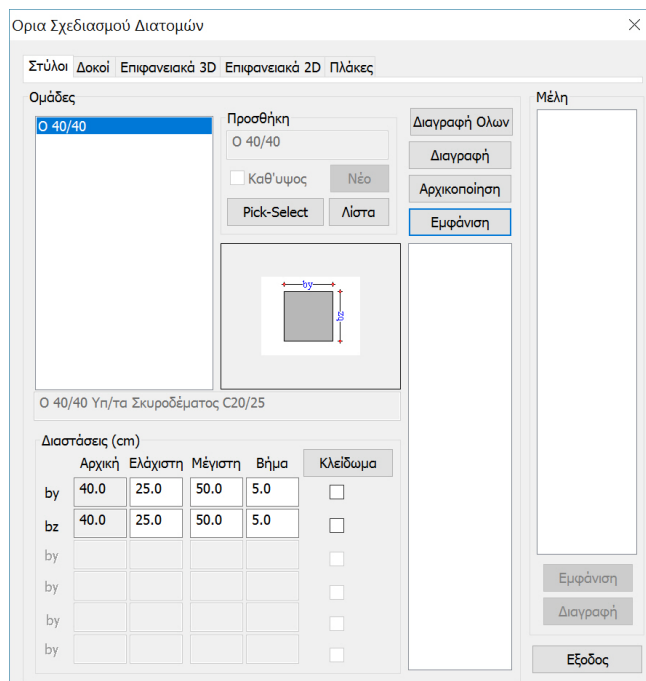 Ορια Σχεδιασμού Διατομών
Στύλοι Δοκοί Επιφανειακά 3D Επιφανειακά 2D Πλάκες
Ομάδες
Ο 40/40
Προσθήκη
Ο 40/40
Καθ'υψος Νέο
Pick-Select Λίστα
Διαγραφή Ολων
Διαγραφή
Αρχικοποίηση
Εμφάνιση
Μέλη
by
bz
Ο 40/40 Υπ/τα Σκυροδέματος C20/25
Διαστάσεις (cm)
Αρχική Ελάχιστη Μέγιστη Βήμα Κλείδωμα
by 40.0 25.0 50.0 5.0
bz 40.0 25.0 50.0 5.0
by
by
by
by
Εμφάνιση
Διαγραφή
Εξοδος